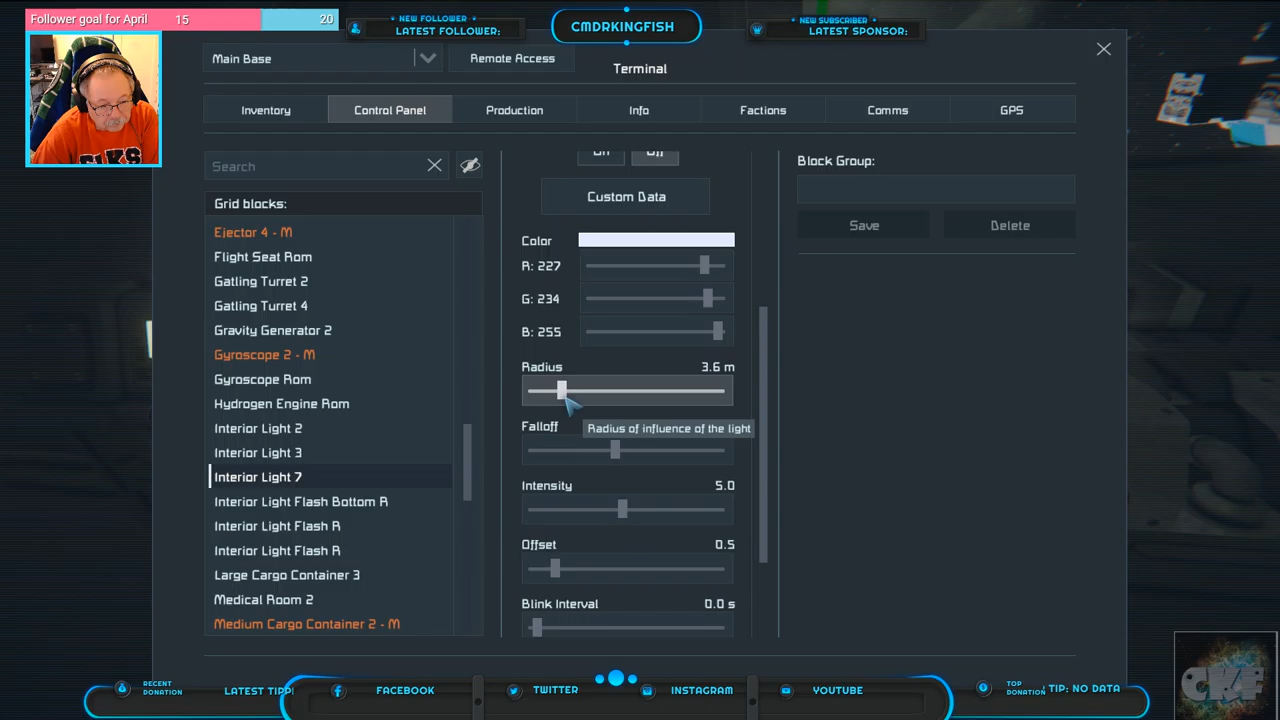 Follower goal for April 15 20
NEW FOLLOWER
LATEST FOLLOWER:
CMDRKINGFISH
NEW SUBSCRIBER
LATEST SPONSOR:
Main Base
Remote Access
Terminal
Inventory
Control Panel
Production
Info
Factions
Comms
GPS
Search
Grid blocks:
Ejector 4 - M
Flight Seat Rom
Gatling Turret 2
Gatling Turret 4
Gravity Generator 2
Gyroscope 2 - M
Gyroscope Rom
Hydrogen Engine Rom
Interior Light 2
Interior Light 3
Interior Light 7
Interior Light Flash Bottom R
Interior Light Flash R
Interior Light Flash R
Large Cargo Container 3
Medical Room 2
Medium Cargo Container 2 - M
On
Off
Custom Data
Color
R: 227
G: 234
B: 255
Radius 3.6 m
Falloff
Radius of influence of the light
Intensity 5.0
Offset 0.5
Blink Interval 0.0 s
Block Group:
Save
Delete
ELKS
RECENT
DONATION
LATEST TIPPI
FACEBOOK
TWITTER
INSTAGRAM
YOUTUBE
TOP
DONATION
TIP: NO DATA
CKF